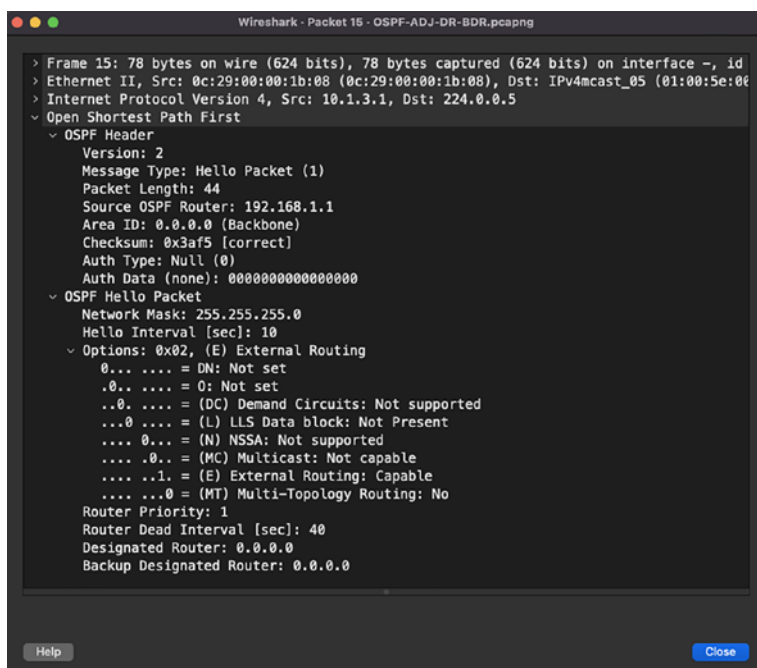 Wireshark · Packet 15 · OSPF-ADJ-DR-BDR.pcapng
> Frame 15: 78 bytes on wire (624 bits), 78 bytes captured (624 bits) on interface –, id
> Ethernet II, Src: 0c:29:00:00:1b:08 (0c:29:00:00:1b:08), Dst: IPv4mcast_05 (01:00:5e:00
> Internet Protocol Version 4, Src: 10.1.3.1, Dst: 224.0.0.5
Open Shortest Path First
OSPF Header
Version: 2
Message Type: Hello Packet (1)
Packet Length: 44
Source OSPF Router: 192.168.1.1
Area ID: 0.0.0.0 (Backbone)
Checksum: 0x3af5 [correct]
Auth Type: Null (0)
Auth Data (none): 0000000000000000
OSPF Hello Packet
Network Mask: 255.255.255.0
Hello Interval [sec]: 10
Options: 0x02, (E) External Routing
0... .... = DN: Not set
.0.. .... = O: Not set
..0. .... = (DC) Demand Circuits: Not supported
...0 .... = (L) LLS Data block: Not Present
.... 0... = (N) NSSA: Not supported
.... .0.. = (MC) Multicast: Not capable
.... ..1. = (E) External Routing: Capable
.... ...0 = (MT) Multi-Topology Routing: No
Router Priority: 1
Router Dead Interval [sec]: 40
Designated Router: 0.0.0.0
Backup Designated Router: 0.0.0.0
Help
Close